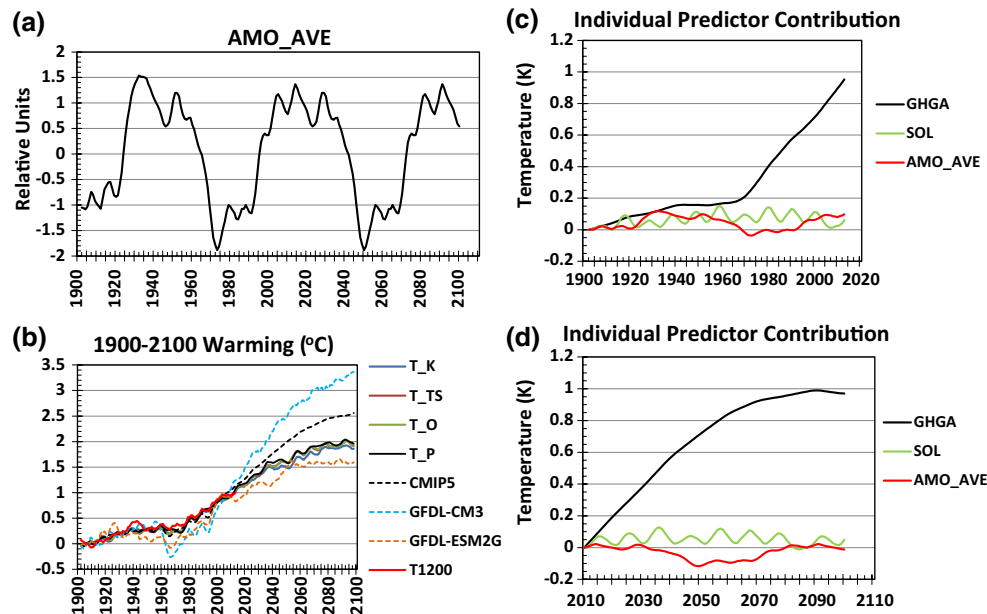 (a)
AMO_AVE
Relative Units
2
1.5
1
0.5
0
-0.5
-1
-1.5
-2
1900 1920 1940 1960 1980 2000 2020 2040 2060 2080 2100
(b)
1900-2100 Warming (°C)
3.5
3
2.5
2
1.5
1
0.5
0
-0.5
1900 1920 1940 1960 1980 2000 2020 2040 2060 2080 2100
T_K
T_TS
T_O
T_P
CMIP5
GFDL-CM3
GFDL-ESM2G
T1200
(c)
Individual Predictor Contribution
Temperature (K)
1.2
1
0.8
0.6
0.4
0.2
0
-0.2
1900 1920 1940 1960 1980 2000 2020
GHGA
SOL
AMO_AVE
(d)
Individual Predictor Contribution
Temperature (K)
1.2
1
0.8
0.6
0.4
0.2
0
-0.2
2010 2030 2050 2070 2090 2110
GHGA
SOL
AMO_AVE